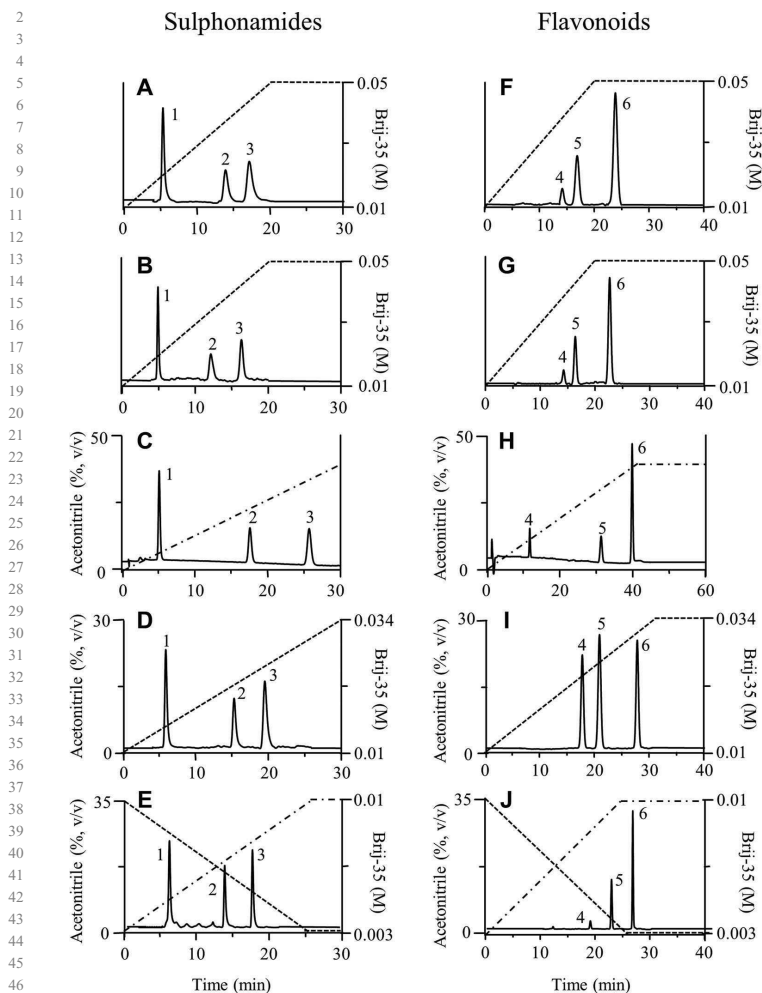 2
3
4
5
6
7
8
9
10
11
12
13
14
15
16
17
18
19
20
21
22
23
24
25
26
27
28
29
30
31
32
33
34
35
36
37
38
39
40
41
42
43
44
45
46
Sulphonamides
A
1
2
3
0.05
Brij-35 (M)
0.01
0 10 20 30
B
1
2
3
0.05
Brij-35 (M)
0.01
0 10 20 30
50
Acetonitrile (%, v/v)
0
C
1
2
3
0 10 20 30
30
Acetonitrile (%, v/v)
0
D
1
2
3
0.034
Brij-35 (M)
0.01
0 10 20 30
35
Acetonitrile (%, v/v)
0
E
1
2
3
0.01
Brij-35 (M)
0.003
0 10 20 30
Time (min)
Flavonoids
F
4
5
6
0.05
Brij-35 (M)
0.01
0 10 20 30 40
G
4
5
6
0.05
Brij-35 (M)
0.01
0 10 20 30 40
50
Acetonitrile (%, v/v)
0
H
4
5
6
0 20 40 60
30
Acetonitrile (%, v/v)
0
I
4
5
6
0.034
Brij-35 (M)
0.01
0 10 20 30 40
35
Acetonitrile (%, v/v)
0
J
4
5
6
0.01
Brij-35 (M)
0.003
0 10 20 30 40
Time (min)